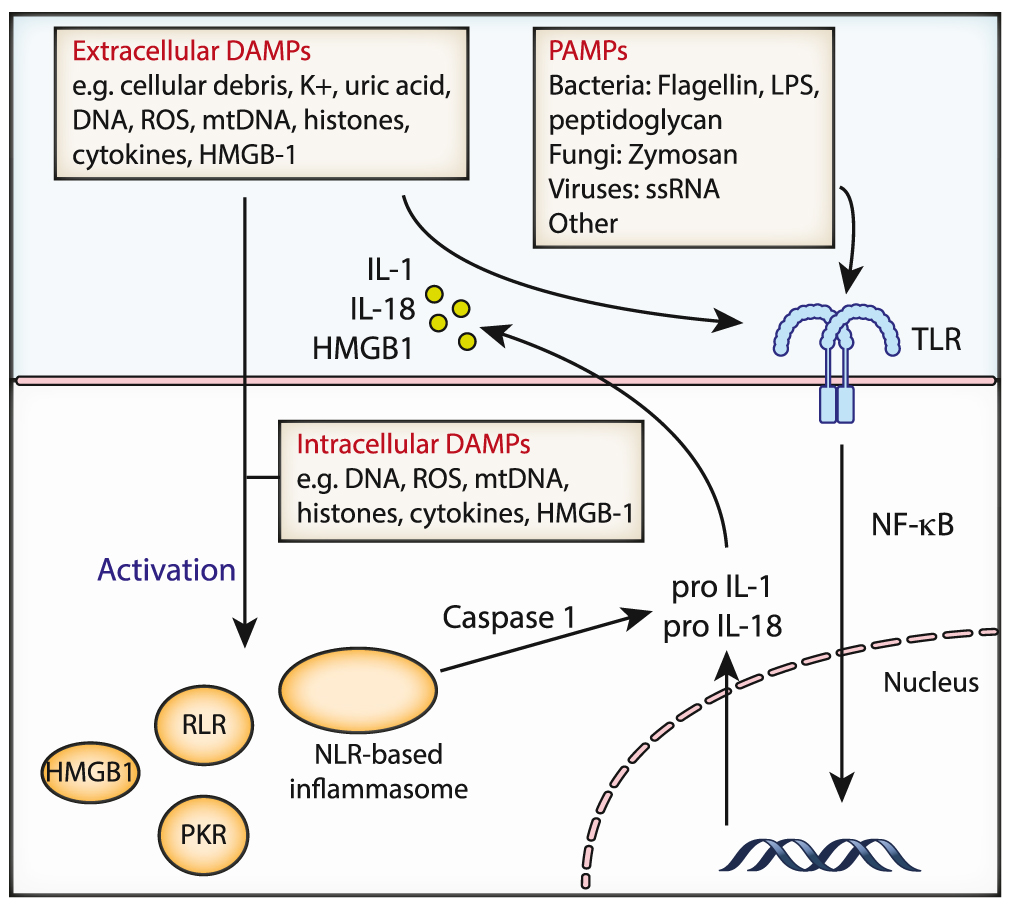 Extracellular DAMPs
e.g. cellular debris, K+, uric acid,
DNA, ROS, mtDNA, histones,
cytokines, HMGB-1
PAMPs
Bacteria: Flagellin, LPS,
peptidoglycan
Fungi: Zymosan
Viruses: ssRNA
Other
IL-1
IL-18
HMGB1
TLR
Intracellular DAMPs
e.g. DNA, ROS, mtDNA,
histones, cytokines, HMGB-1
NF-κB
Activation
pro IL-1
pro IL-18
Caspase 1
Nucleus
RLR
HMGB1
PKR
NLR-based
inflammasome